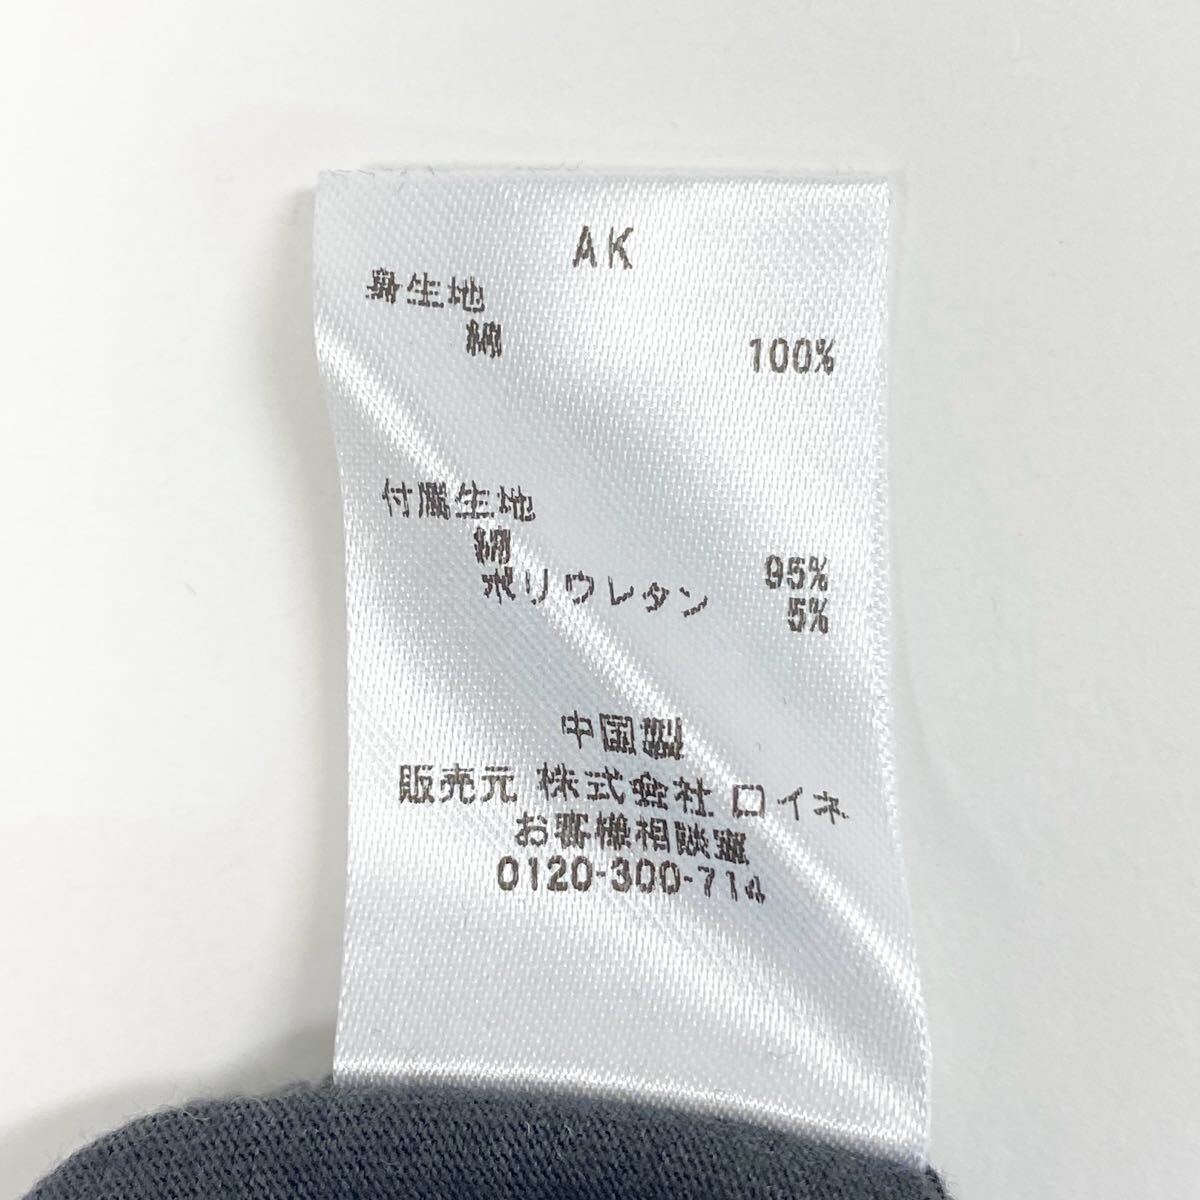 AK
身生地
綿 100%
付属生地
綿 95%
ポリウレタン 5%
中国製
販売元 株式会社 ロイネ
お客様相談室
0120-300-714